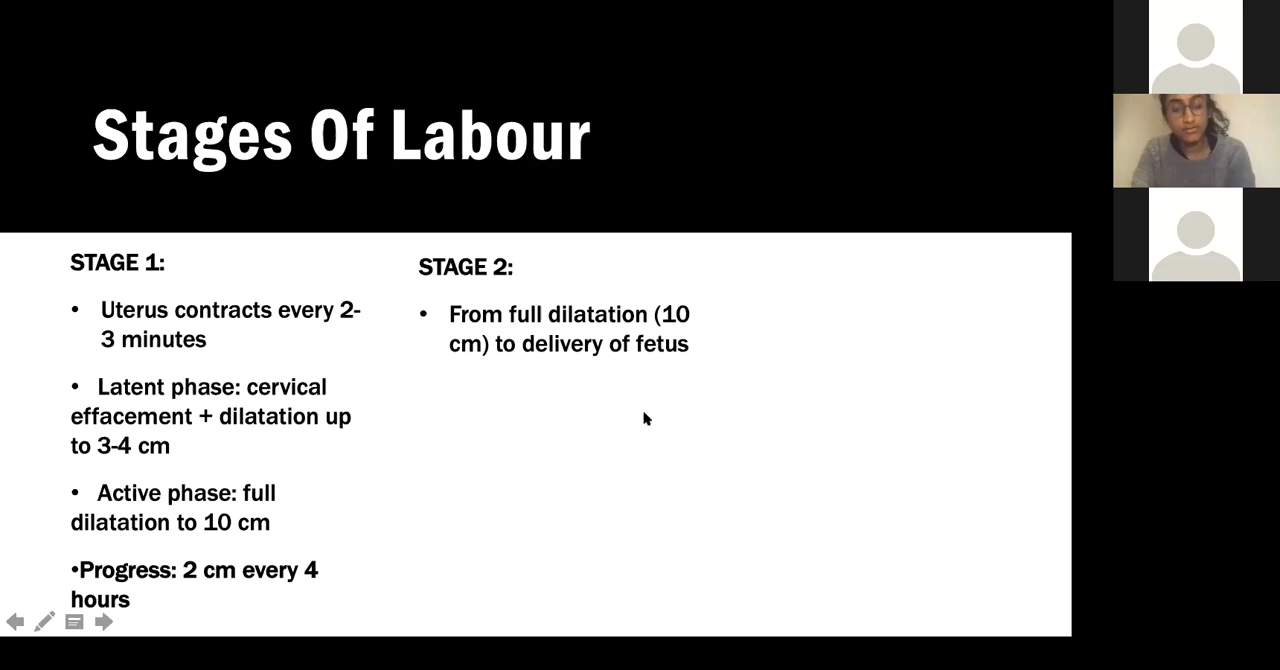 Stages Of Labour
STAGE 1:
• Uterus contracts every 2-
3 minutes
• Latent phase: cervical
effacement + dilatation up
to 3-4 cm
• Active phase: full
dilatation to 10 cm
•Progress: 2 cm every 4
hours
STAGE 2:
• From full dilatation (10
cm) to delivery of fetus